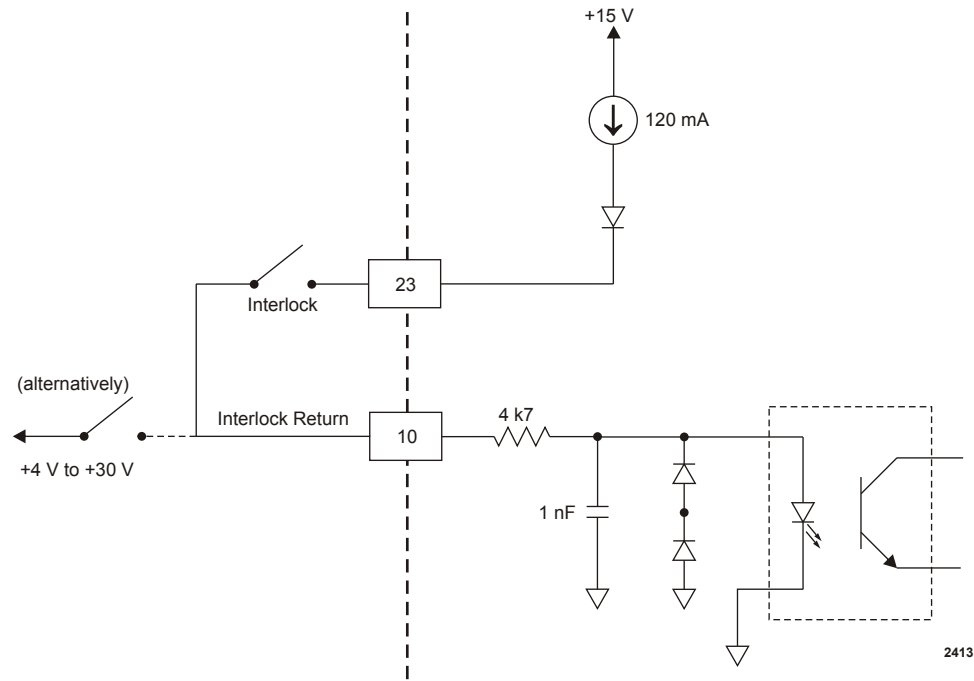 +15 V
120 mA
23
Interlock
(alternatively)
Interlock Return
10
4 k7
+4 V to +30 V
1 nF
2413